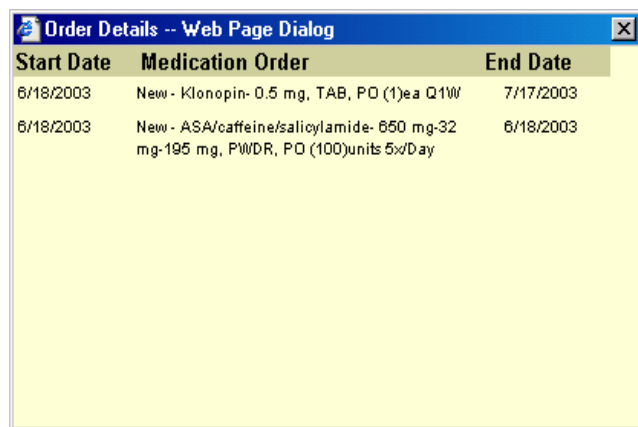 Order Details -- Web Page Dialog
Start Date Medication Order End Date
6/18/2003 New - Klonopin- 0.5 mg, TAB, PO (1)ea Q1W 7/17/2003
6/18/2003 New - ASA/caffeine/salicylamide- 650 mg-32 6/18/2003
mg-195 mg, PWDR, PO (100)units 5x/Day